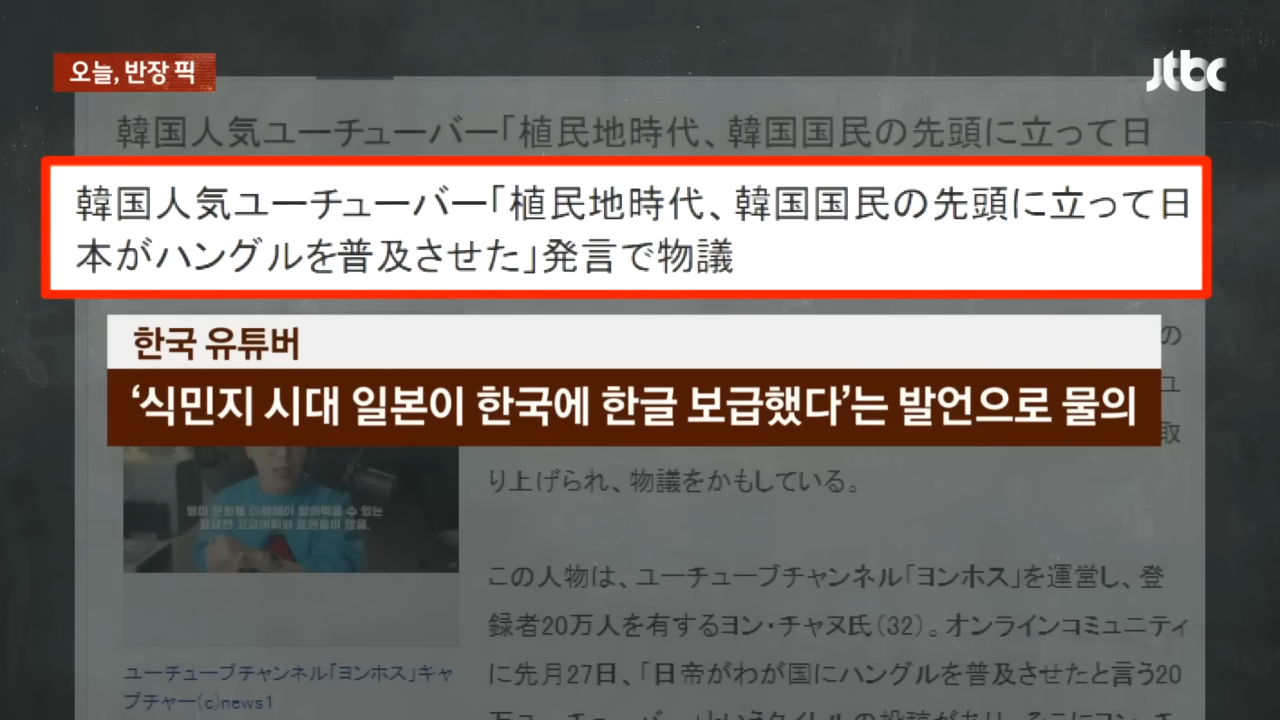 오늘, 반장 픽
jtbc
韓国人気ユーチューバー「植民地時代、韓国国民の先頭に立って日
韓国人気ユーチューバー「植民地時代、韓国国民の先頭に立って日
本がハングルを普及させた」発言で物議
の
한국 유튜버
ユ
'식민지 시대 일본이 한국에 한글 보급했다'는 발언으로 물의
取
り上げられ、物議をかもしている。
この人物は、ユーチューブチャンネル「ヨンホス」を運営し、登
録者20万人を有するヨン・チャヌ氏(32)。オンラインコミュニティ
に先月27日、「日帝がわが国にハングルを普及させたと言う20
ユーチューブチャンネル「ヨンホス」キャ
プチャー(c)news1